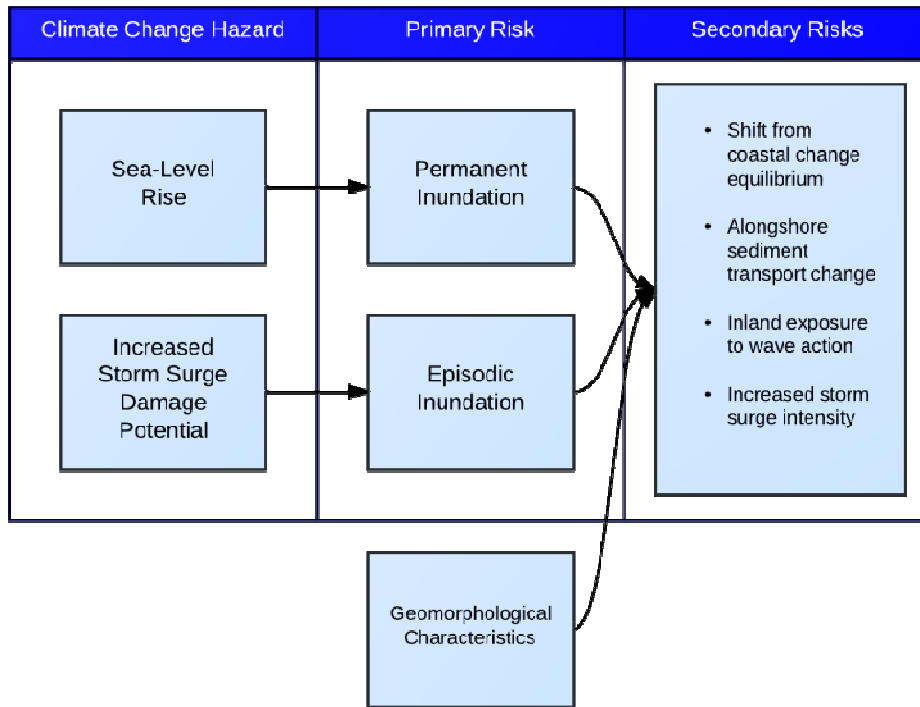 Climate Change Hazard
Primary Risk
Secondary Risks
Sea-Level
Rise
Permanent
Inundation
• Shift from
coastal change
equilibrium
• Alongshore
sediment
transport change
• Inland exposure
to wave action
• Increased storm
surge intensity
Increased
Storm Surge
Damage
Potential
Episodic
Inundation
Geomorphological
Characteristics